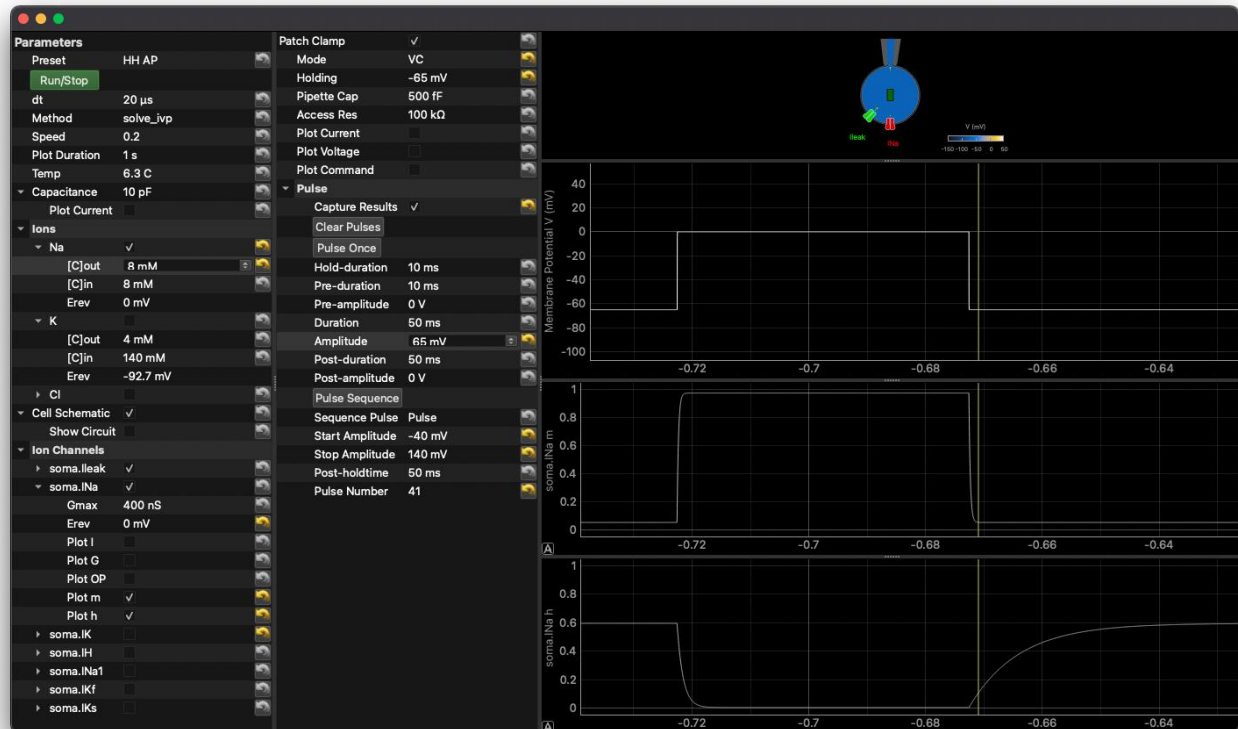 Parameters
Preset HH AP
Run/Stop
dt 20 µs
Method solve_ivp
Speed 0.2
Plot Duration 1 s
Temp 6.3 C
Capacitance 10 pF
Plot Current
Ions
Na ✓
[C]out 8 mM
[C]in 8 mM
Erev 0 mV
K
[C]out 4 mM
[C]in 140 mM
Erev -92.7 mV
Cl
Cell Schematic ✓
Show Circuit
Ion Channels
soma.Ileak ✓
soma.INa ✓
Gmax 400 nS
Erev 0 mV
Plot I
Plot G
Plot OP
Plot m ✓
Plot h ✓
soma.IK
soma.IH
soma.INa1
soma.IKf
soma.IKs
Patch Clamp ✓
Mode VC
Holding -65 mV
Pipette Cap 500 fF
Access Res 100 kΩ
Plot Current
Plot Voltage
Plot Command
Pulse
Capture Results ✓
Clear Pulses
Pulse Once
Hold-duration 10 ms
Pre-duration 10 ms
Pre-amplitude 0 V
Duration 50 ms
Amplitude 65 mV
Post-duration 50 ms
Post-amplitude 0 V
Pulse Sequence
Sequence Pulse Pulse
Start Amplitude -40 mV
Stop Amplitude 140 mV
Post-holdtime 50 ms
Pulse Number 41
Ileak
INa
V (mV)
-150 -100 -50 0 50
Membrane Potential V (mV)
40
20
0
-20
-40
-60
-80
-100
-0.72 -0.7 -0.68 -0.66 -0.64
soma.INa m
1
0.8
0.6
0.4
0.2
0
A
-0.72 -0.7 -0.68 -0.66 -0.64
soma.INa h
1
0.8
0.6
0.4
0.2
0
A
-0.72 -0.7 -0.68 -0.66 -0.64